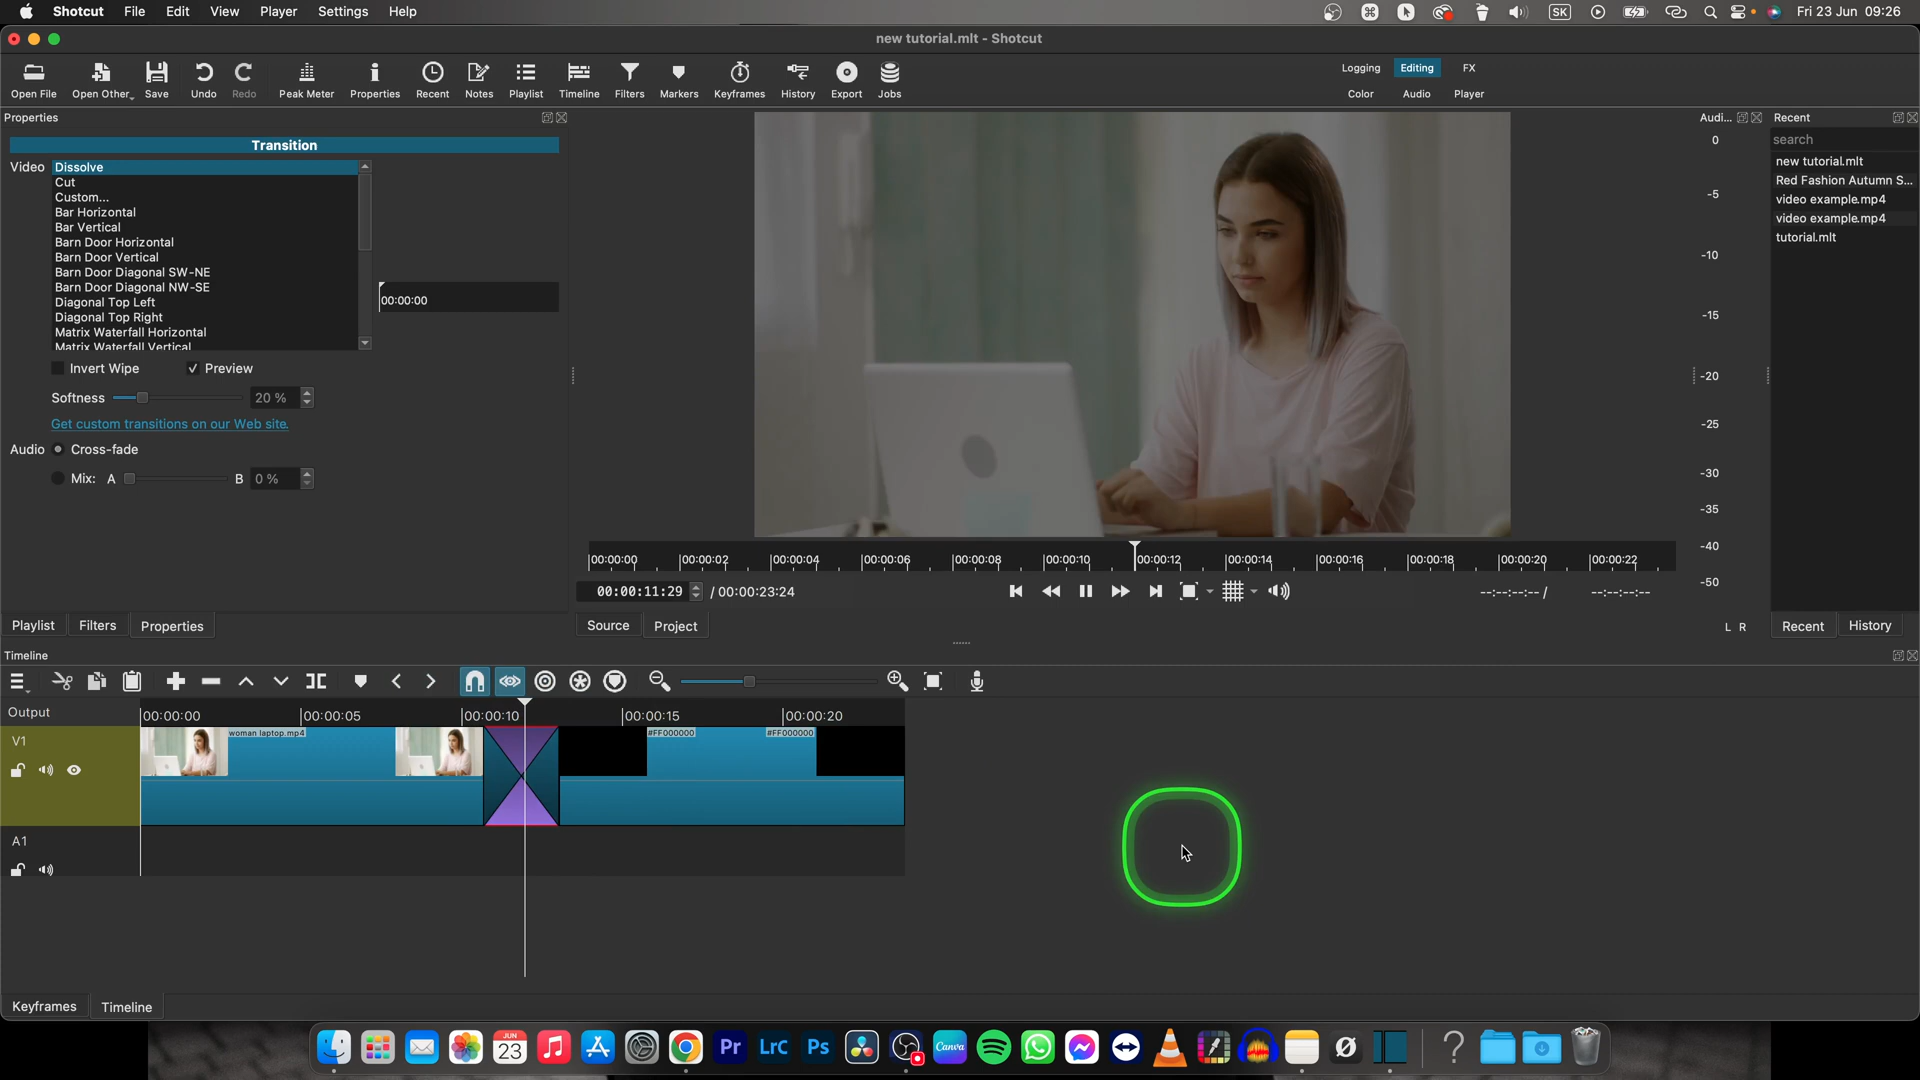 Shotcut File Edit View Player Settings Help
SK Fri 23 Jun 09:26
new tutorial.mlt - Shotcut
Open File Open Other... Save Undo Redo Peak Meter Properties Recent Notes Playlist Timeline Filters Markers Keyframes History Export Jobs
Logging Editing FX
Color Audio Player
Properties
Audi...
Recent
Transition
Video
Dissolve
Cut
Custom...
Bar Horizontal
Bar Vertical
Barn Door Horizontal
Barn Door Vertical
Barn Door Diagonal SW-NE
Barn Door Diagonal NW-SE
Diagonal Top Left
Diagonal Top Right
Matrix Waterfall Horizontal
Matrix Waterfall Vertical
00:00:00
Invert Wipe Preview
Softness 20 %
Get custom transitions on our Web site.
Audio Cross-fade
Mix: A B 0 %
Playlist Filters Properties
00:00:00 00:00:02 00:00:04 00:00:06 00:00:08 00:00:10 00:00:12 00:00:14 00:00:16 00:00:18 00:00:20 00:00:22
00:00:11:29 / 00:00:23:24
--:--:--:-- / --:--:--:--
Source Project
0
-5
-10
-15
-20
-25
-30
-35
-40
-50
L R
search
new tutorial.mlt
Red Fashion Autumn S...
video example.mp4
video example.mp4
tutorial.mlt
Recent History
Timeline
Output
00:00:00 00:00:05 00:00:10 00:00:15 00:00:20
V1
woman laptop.mp4
#FF000000 #FF000000
A1
Keyframes Timeline
JUN
23
Pr LrC Ps Canva